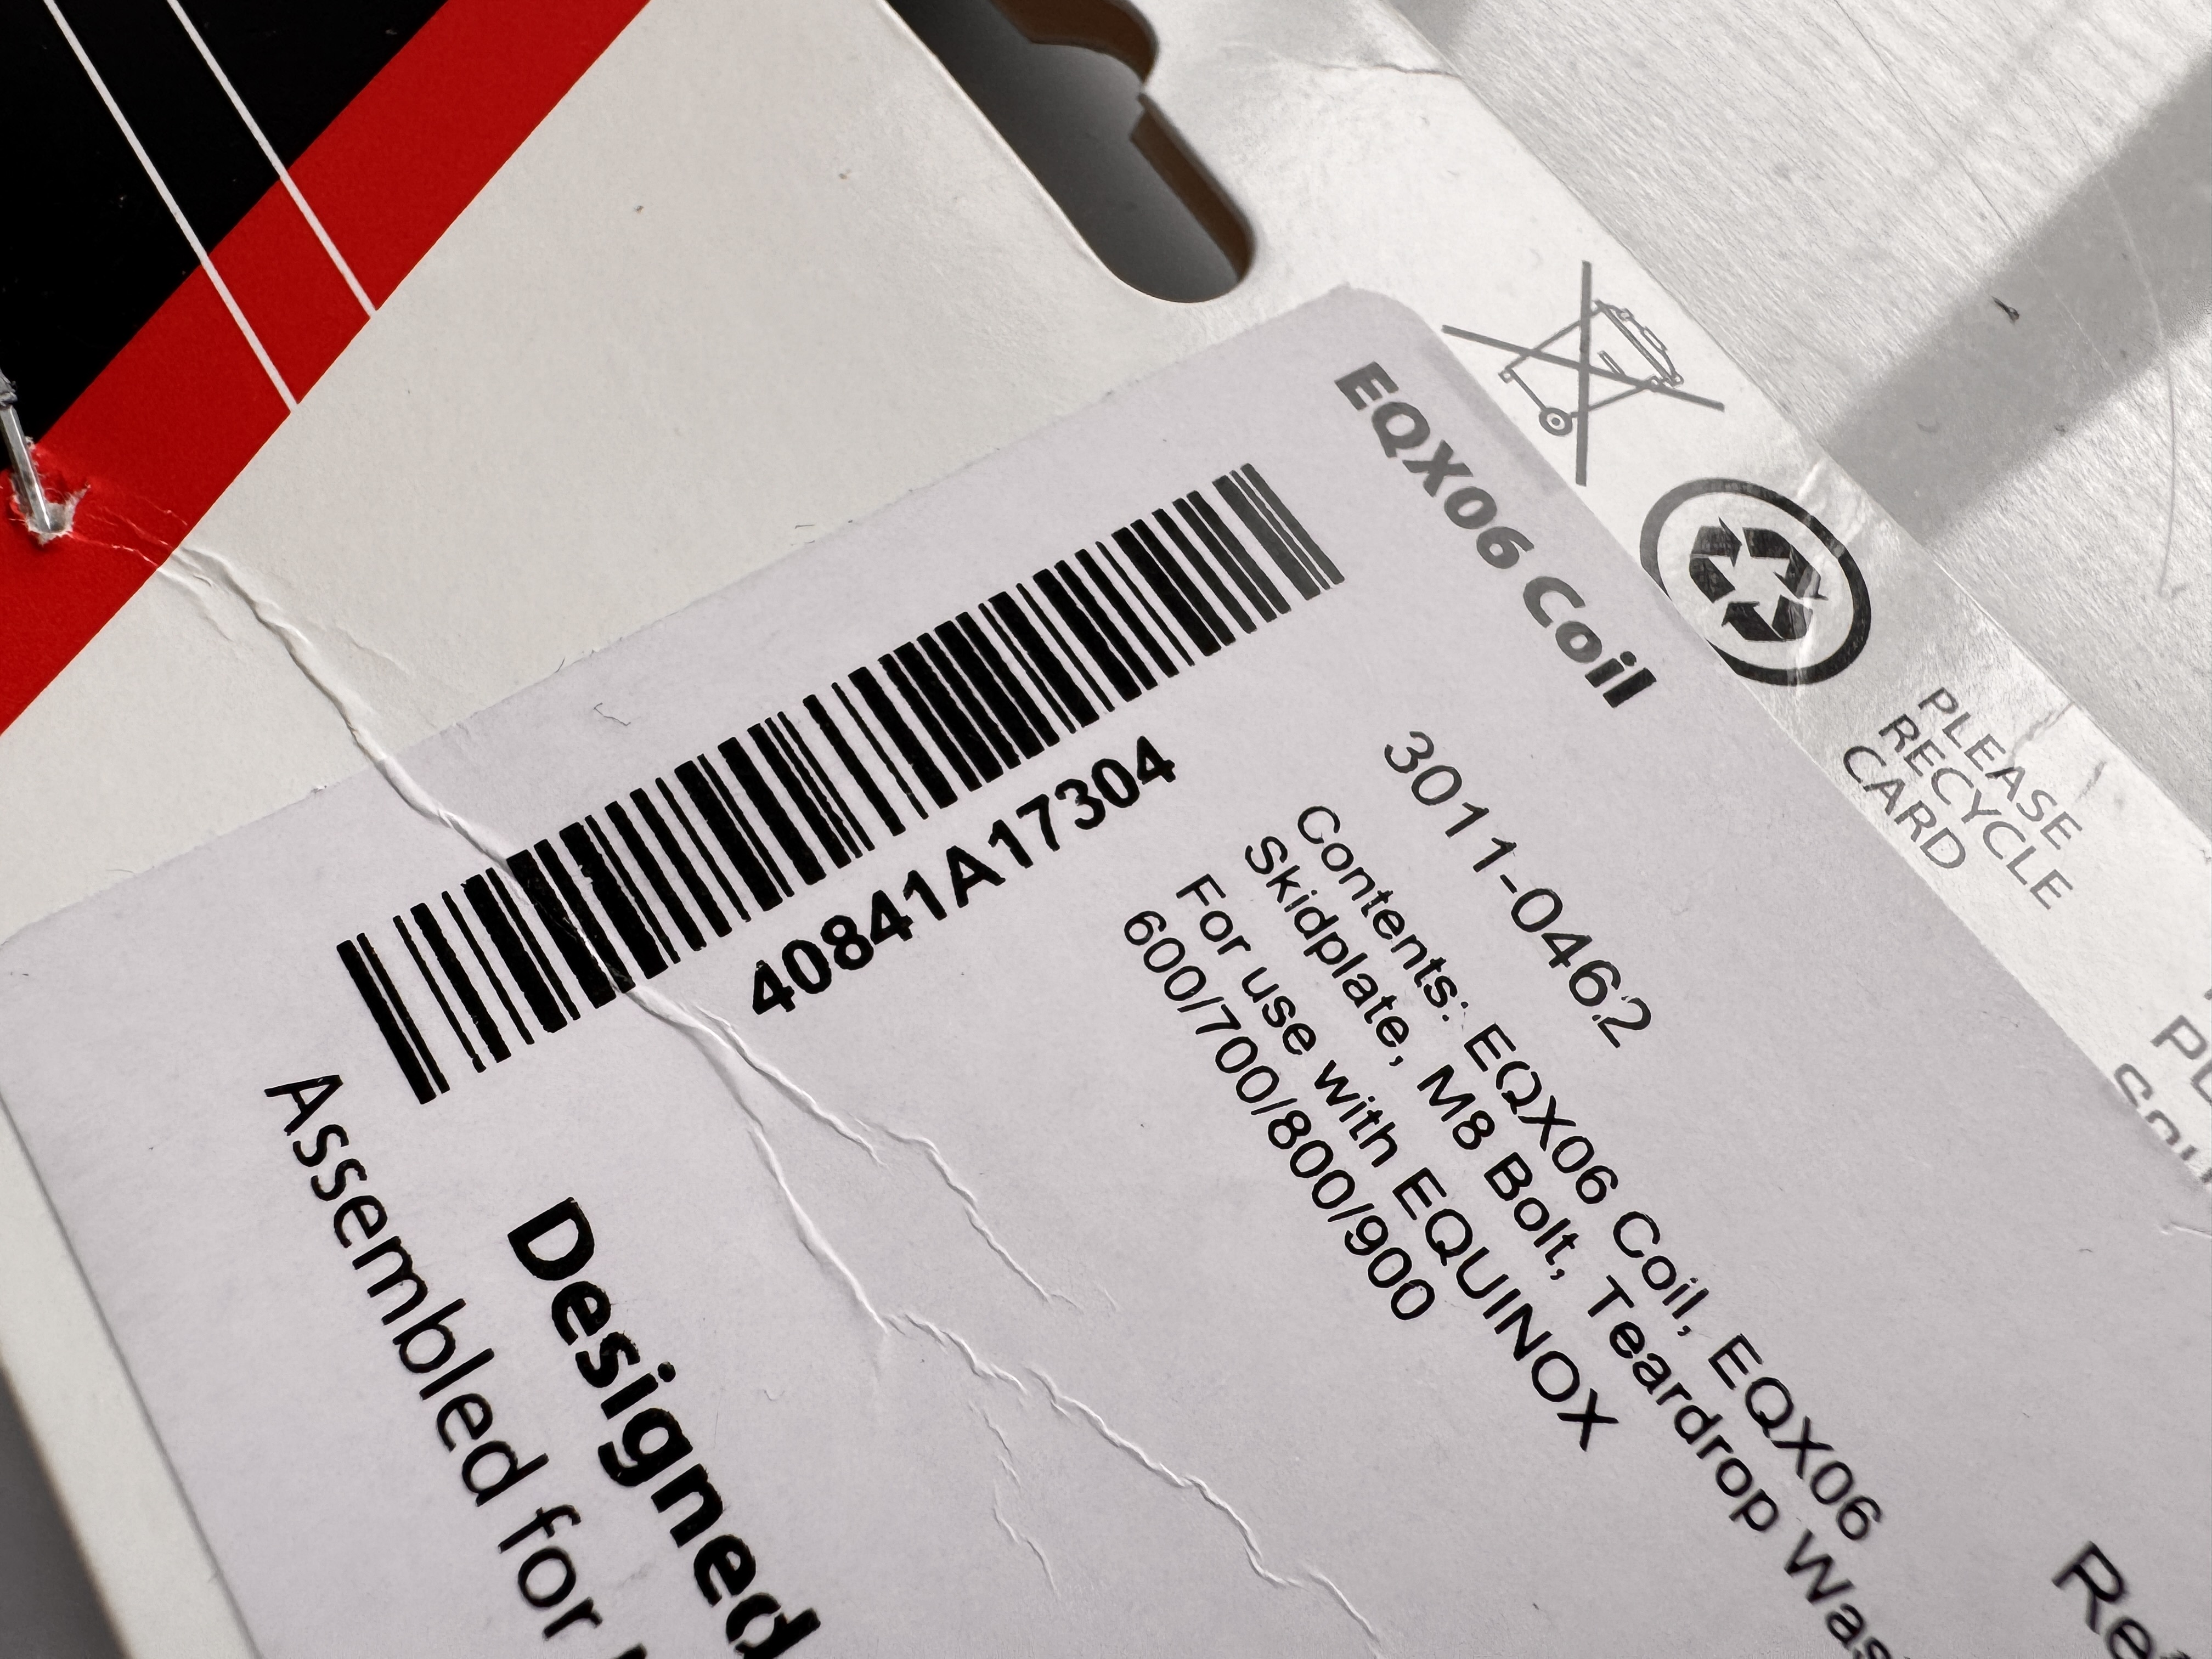 EQX06 Coil
3011-0462
Contents: EQX06 Coil, EQX06
Skidplate, M8 Bolt, Teardrop
For use with EQUINOX
600/700/800/900
40841A17304
Designed
Assembled for
PLEASE
RECYCLE
CARD